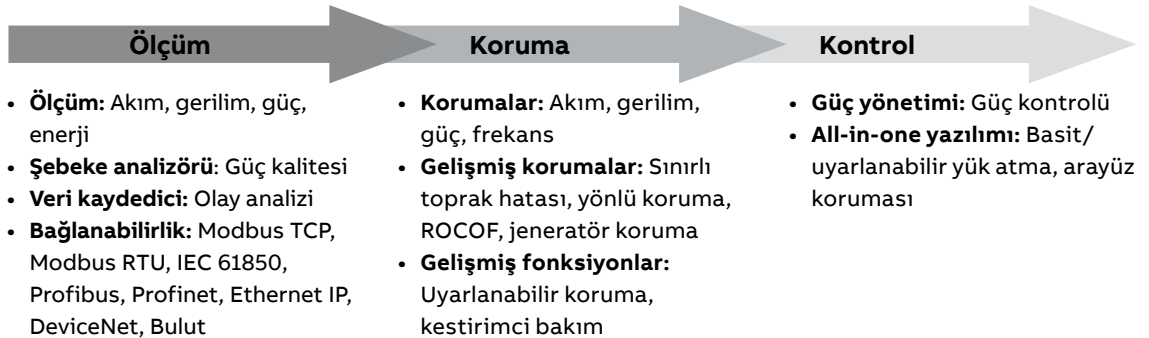 Ölçüm
• Ölçüm: Akım, gerilim, güç,
enerji
• Şebeke analizörü: Güç kalitesi
• Veri kaydedici: Olay analizi
• Bağlanabilirlik: Modbus TCP,
Modbus RTU, IEC 61850,
Profibus, Profinet, Ethernet IP,
DeviceNet, Bulut
Koruma
• Korumalar: Akım, gerilim,
güç, frekans
• Gelişmiş korumalar: Sınırlı
toprak hatası, yönlü koruma,
ROCOF, jeneratör koruma
• Gelişmiş fonksiyonlar:
Uyarlanabilir koruma,
kestirimci bakım
Kontrol
• Güç yönetimi: Güç kontrolü
• All-in-one yazılımı: Basit/
uyarlanabilir yük atma, arayüz
koruması